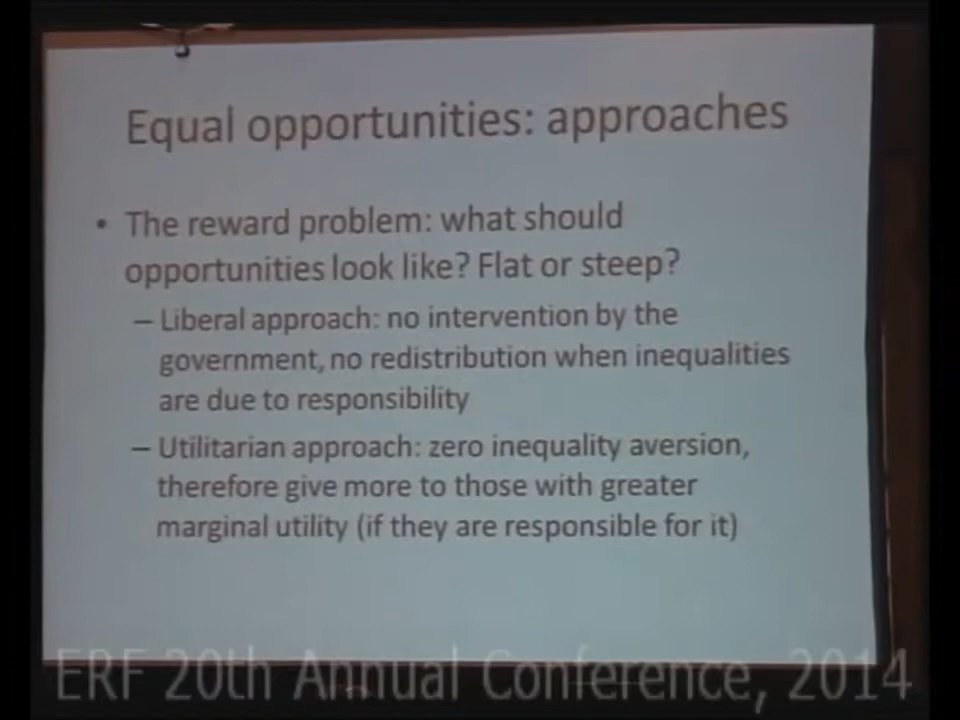 Equal opportunities: approaches
• The reward problem: what should
opportunities look like? Flat or steep?
– Liberal approach: no intervention by the
government, no redistribution when inequalities
are due to responsibility
– Utilitarian approach: zero inequality aversion,
therefore give more to those with greater
marginal utility (if they are responsible for it)
ERF 20th Annual Conference, 2014